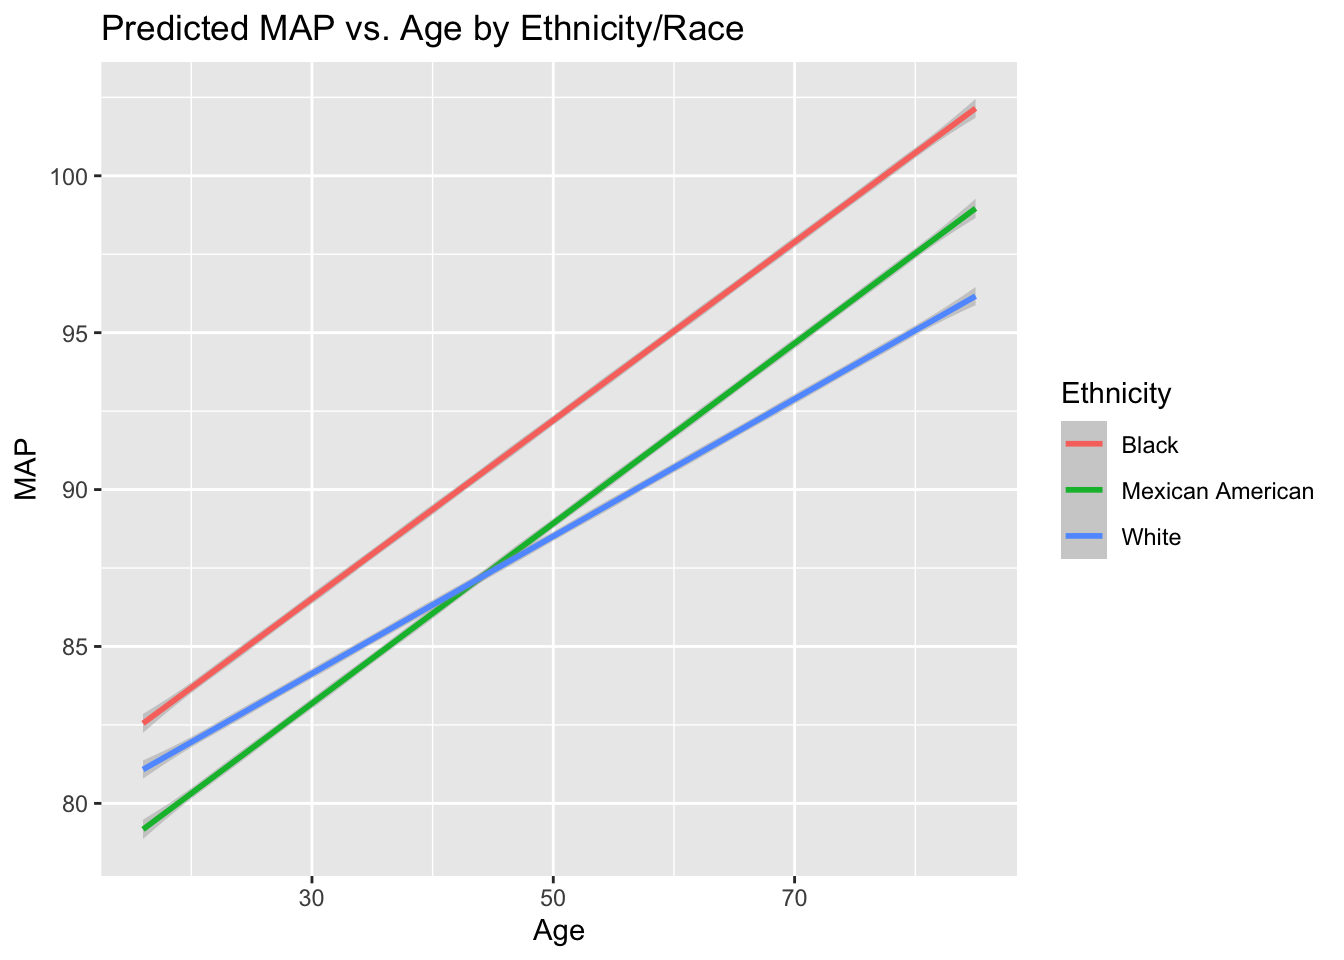 Predicted MAP vs. Age by Ethnicity/Race
MAP
100
95
90
85
80
30
50
70
Age
Ethnicity
Black
Mexican American
White